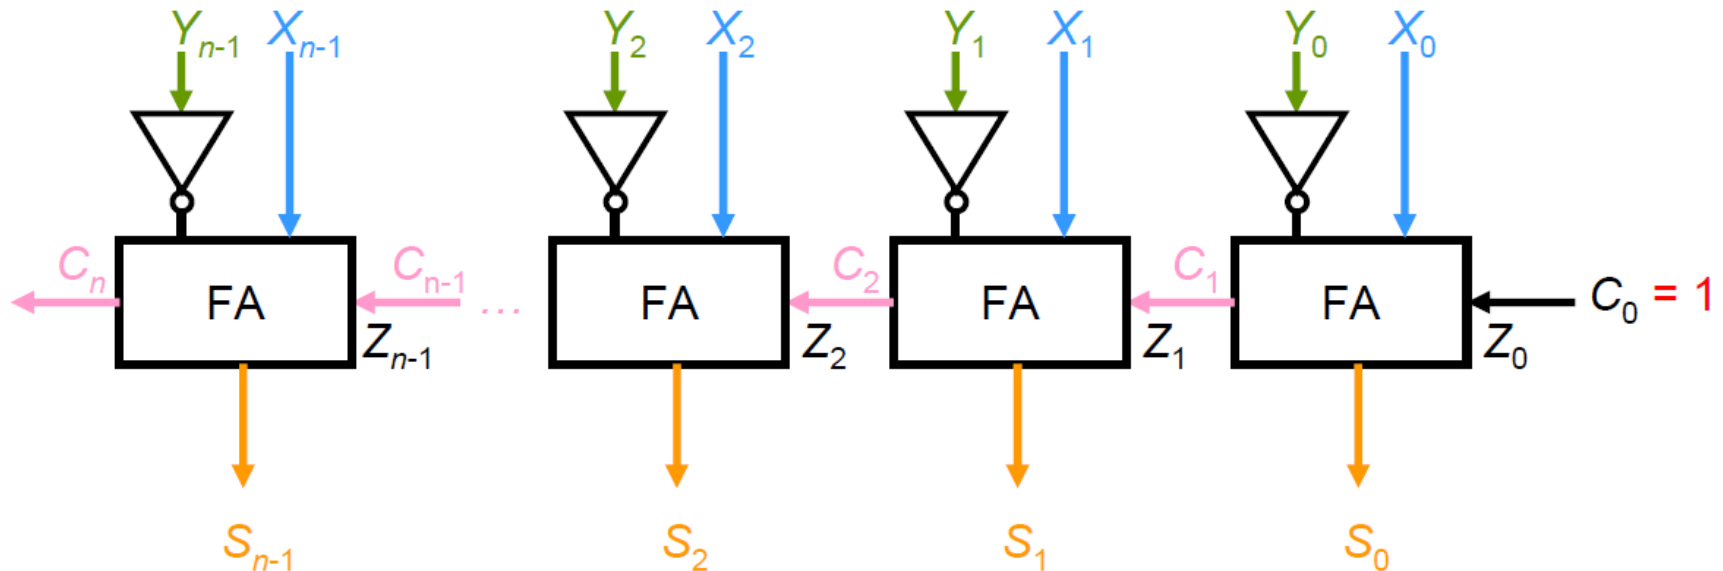 Yn-1 Xn-1 Y2 X2 Y1 X1 Y0 X0
Cn FA Cn-1 ... FA C2 FA C1 FA C0 = 1
Zn-1 Z2 Z1 Z0
Sn-1 S2 S1 S0